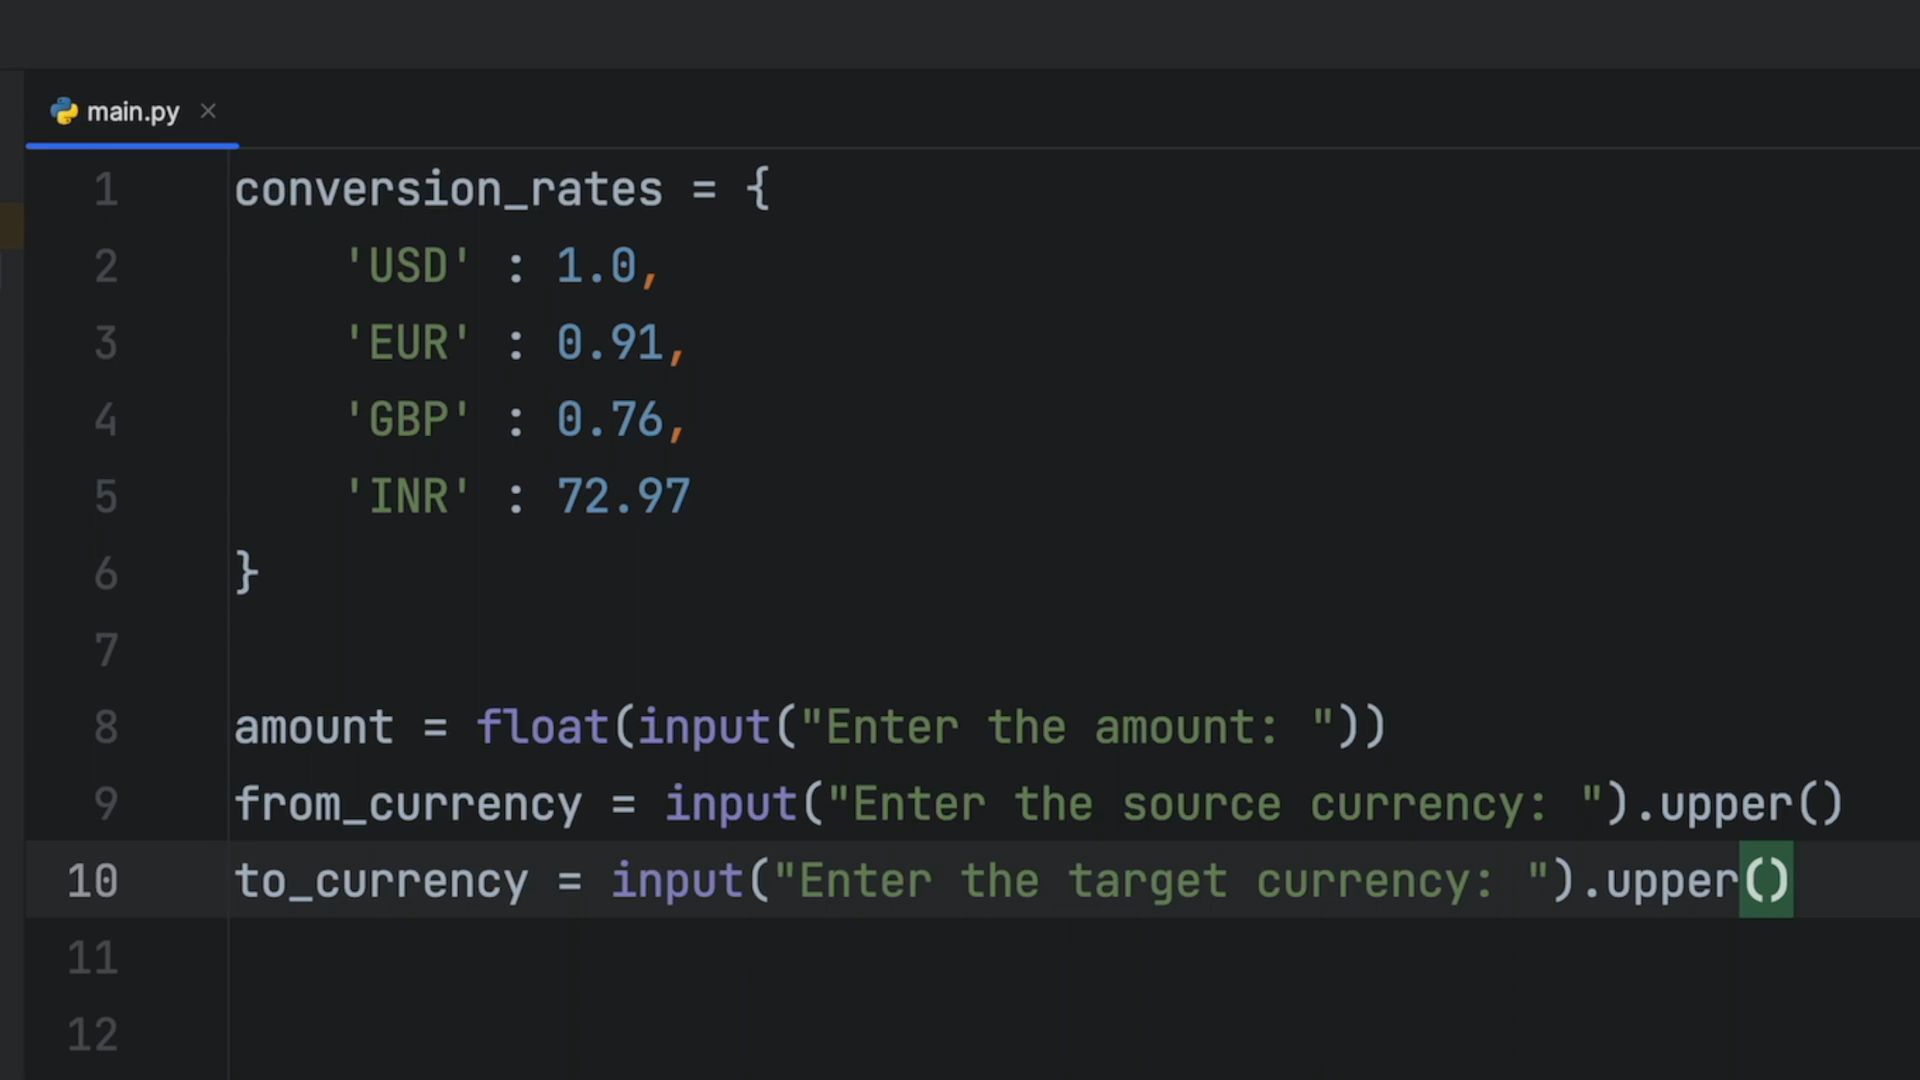 main.py ×
1 conversion_rates = {
2     'USD' : 1.0,
3     'EUR' : 0.91,
4     'GBP' : 0.76,
5     'INR' : 72.97
6 }
7
8 amount = float(input("Enter the amount: "))
9 from_currency = input("Enter the source currency: ").upper()
10 to_currency = input("Enter the target currency: ").upper()
11
12